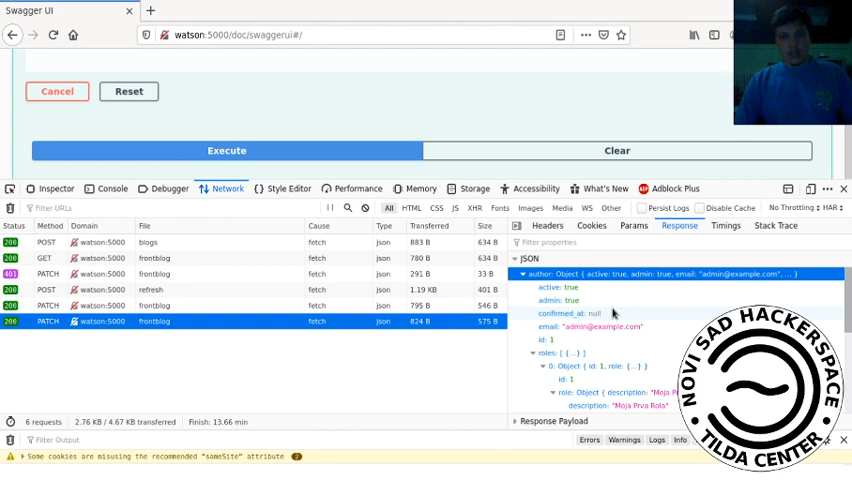 Swagger UI
watson:5000/doc/swaggerui#/
Cancel
Reset
Execute
Clear
Inspector
Console
Debugger
Network
Style Editor
Performance
Memory
Storage
Accessibility
What's New
Adblock Plus
Filter URLs
All HTML CSS JS XHR Fonts Images Media WS Other
Persist Logs
Disable Cache
No Throttling
HAR
Status Method Domain File Cause Type Transferred Size
200 POST watson:5000 blogs fetch json 883 B 634 B
200 GET watson:5000 frontblog fetch json 780 B 634 B
401 PATCH watson:5000 frontblog fetch json 291 B 33 B
200 POST watson:5000 refresh fetch json 1.19 KB 401 B
200 PATCH watson:5000 frontblog fetch json 795 B 546 B
200 PATCH watson:5000 frontblog fetch json 824 B 575 B
Headers Cookies Params Response Timings Stack Trace
Filter properties
JSON
author: Object { active: true, admin: true, email: "admin@example.com", … }
active: true
admin: true
confirmed_at: null
email: "admin@example.com"
id: 1
roles: [ {…} ]
0: Object { id: 1, role: {…} }
id: 1
role: Object { description: "Moja
description: "Moja Prva Rola"
Response Payload
6 requests
2.76 KB / 4.67 KB transferred
Finish: 13.66 min
Filter Output
Errors Warnings Logs Info
Some cookies are misusing the recommended "sameSite" attribute 2
NOVI SAD HACKERSPACE
TILDA CENTER